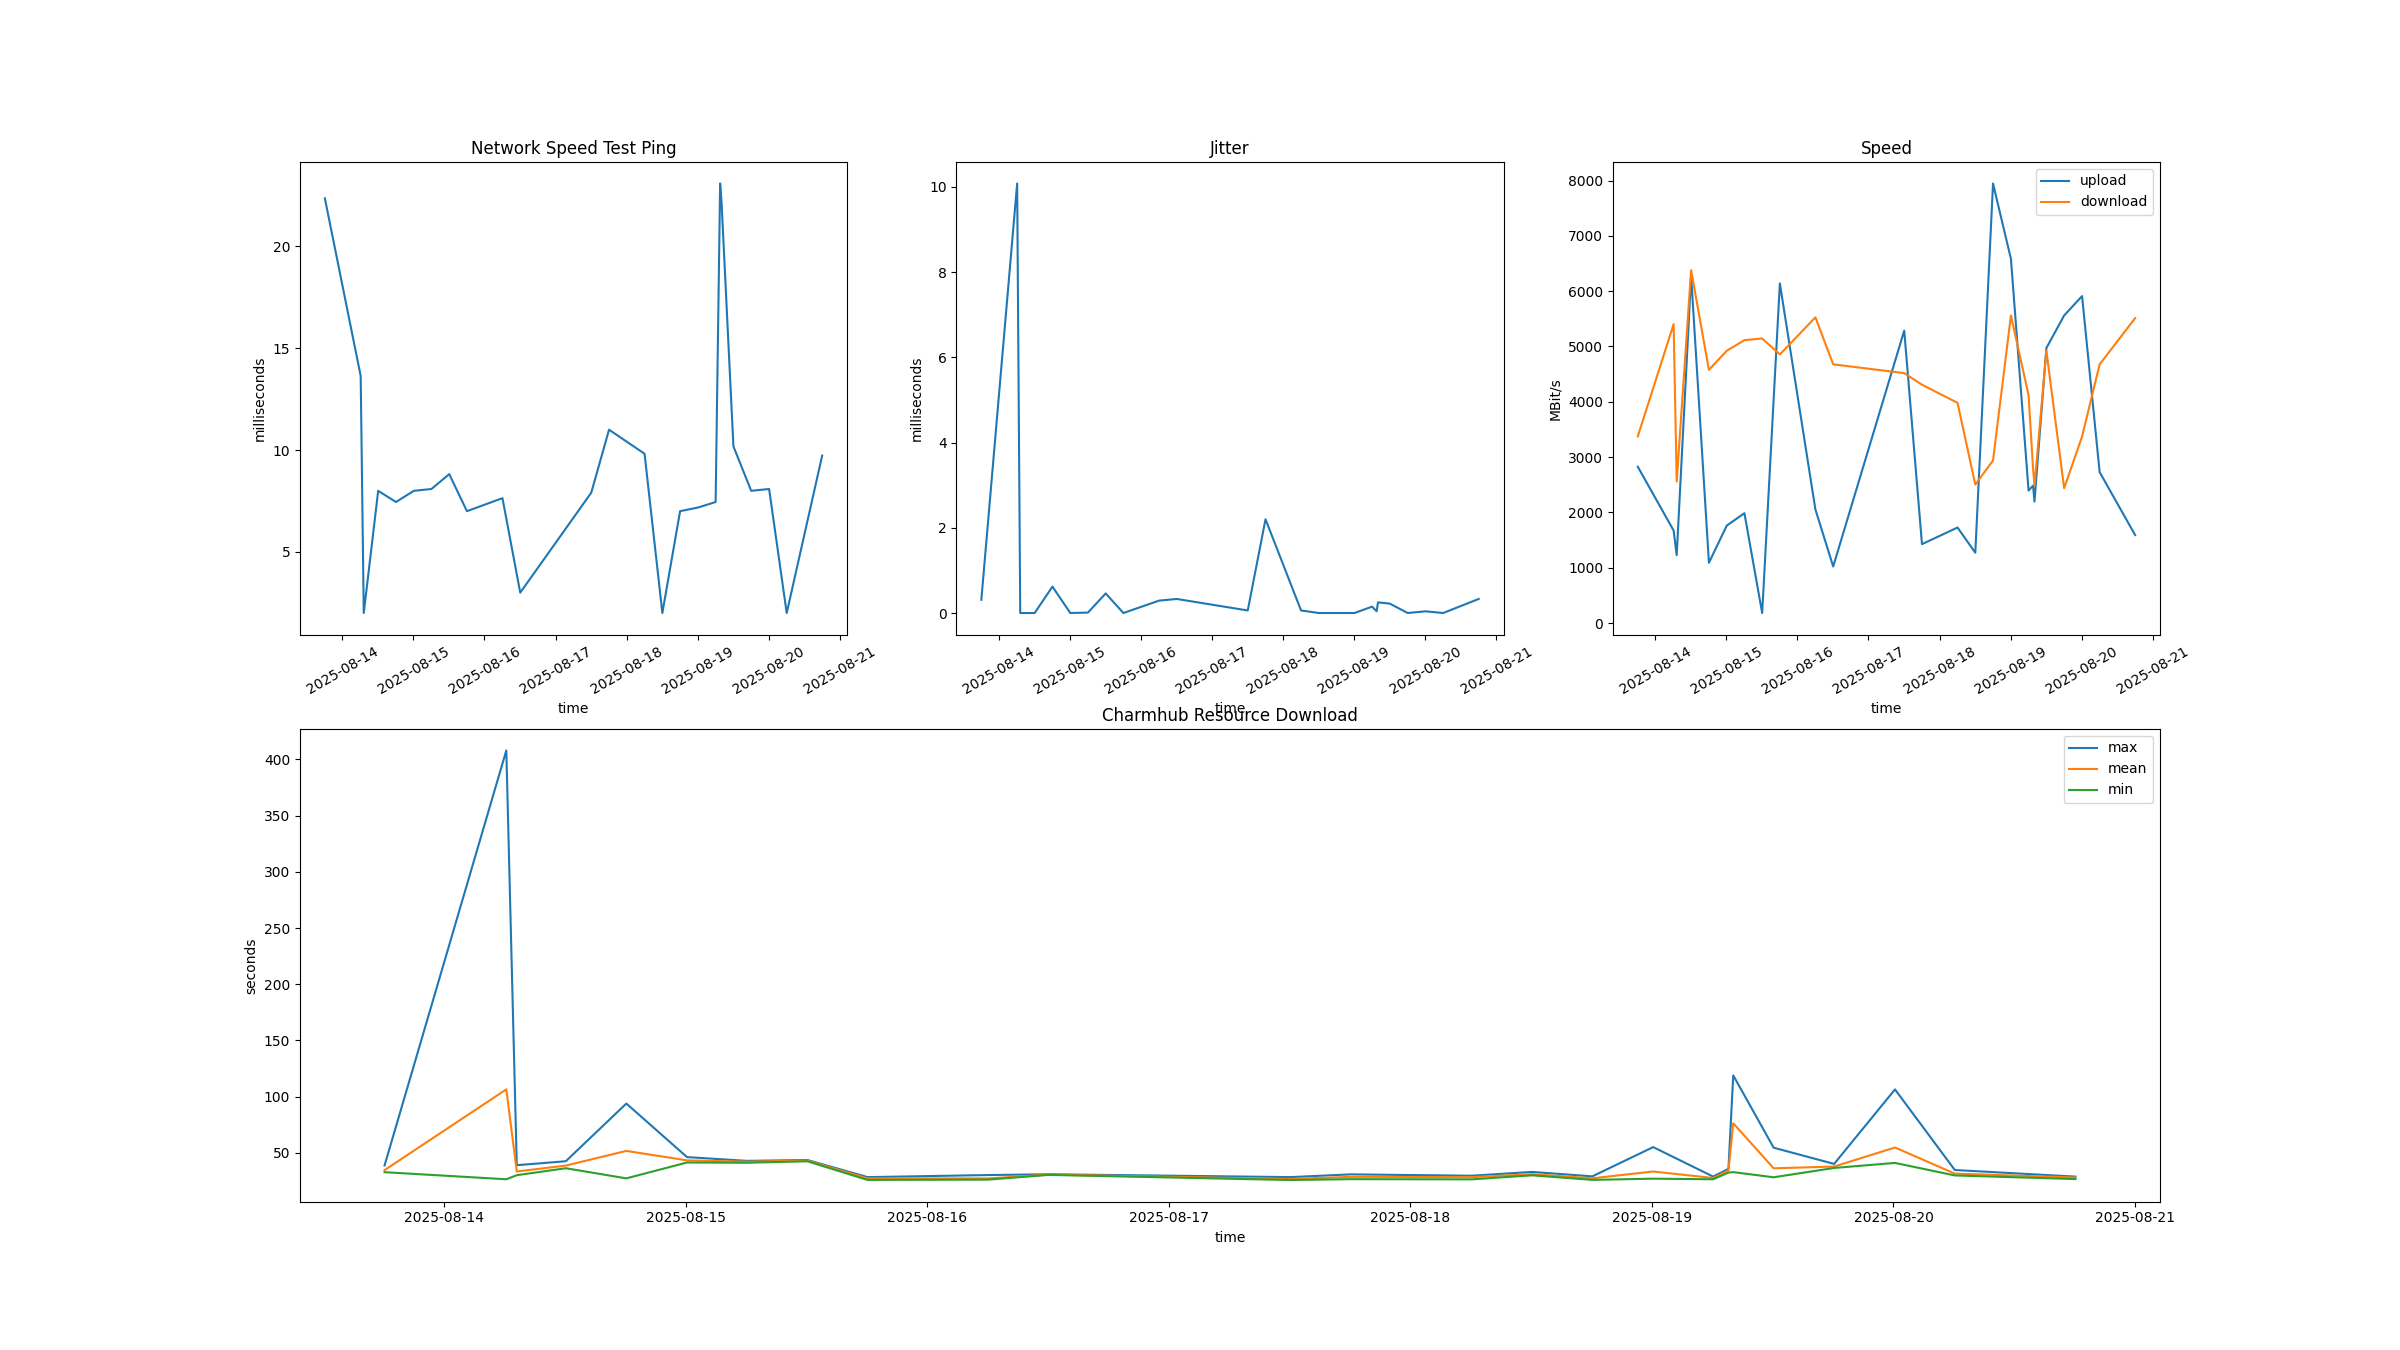 Network Speed Test Ping
milliseconds
20
15
10
5
2025-08-14 2025-08-15 2025-08-16 2025-08-17 2025-08-18 2025-08-19 2025-08-20 2025-08-21
time
Jitter
milliseconds
10
8
6
4
2
0
2025-08-14 2025-08-15 2025-08-16 2025-08-17 2025-08-18 2025-08-19 2025-08-20 2025-08-21
time
Speed
MBit/s
8000
7000
6000
5000
4000
3000
2000
1000
0
upload
download
2025-08-14 2025-08-15 2025-08-16 2025-08-17 2025-08-18 2025-08-19 2025-08-20 2025-08-21
time
Charmhub Resource Download
seconds
400
350
300
250
200
150
100
50
max
mean
min
2025-08-14 2025-08-15 2025-08-16 2025-08-17 2025-08-18 2025-08-19 2025-08-20 2025-08-21
time